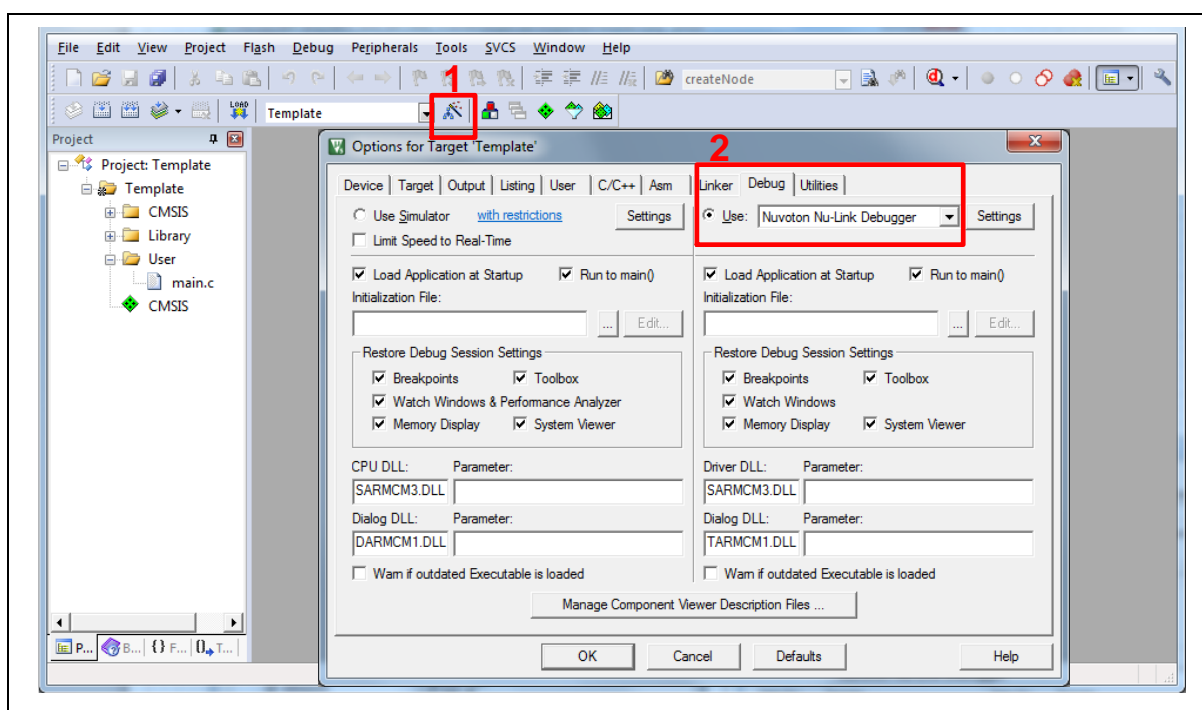 File Edit View Project Flash Debug Peripherals Tools SVCS Window Help
1
createNode
LOAD
Template
Project
Project: Template
Template
CMSIS
Library
User
main.c
CMSIS
P... B... {} F... T...
Options for Target 'Template'
2
Device Target Output Listing User C/C++ Asm Linker Debug Utilities
Use Simulator with restrictions Settings Use: Nuvoton Nu-Link Debugger Settings
Limit Speed to Real-Time
Load Application at Startup Run to main() Load Application at Startup Run to main()
Initialization File: Initialization File:
... Edit... ... Edit...
Restore Debug Session Settings Restore Debug Session Settings
Breakpoints Toolbox Breakpoints Toolbox
Watch Windows & Performance Analyzer Watch Windows
Memory Display System Viewer Memory Display System Viewer
CPU DLL: Parameter: Driver DLL: Parameter:
SARMCM3.DLL SARMCM3.DLL
Dialog DLL: Parameter: Dialog DLL: Parameter:
DARMCM1.DLL TARMCM1.DLL
Warn if outdated Executable is loaded Warn if outdated Executable is loaded
Manage Component Viewer Description Files ...
OK Cancel Defaults Help